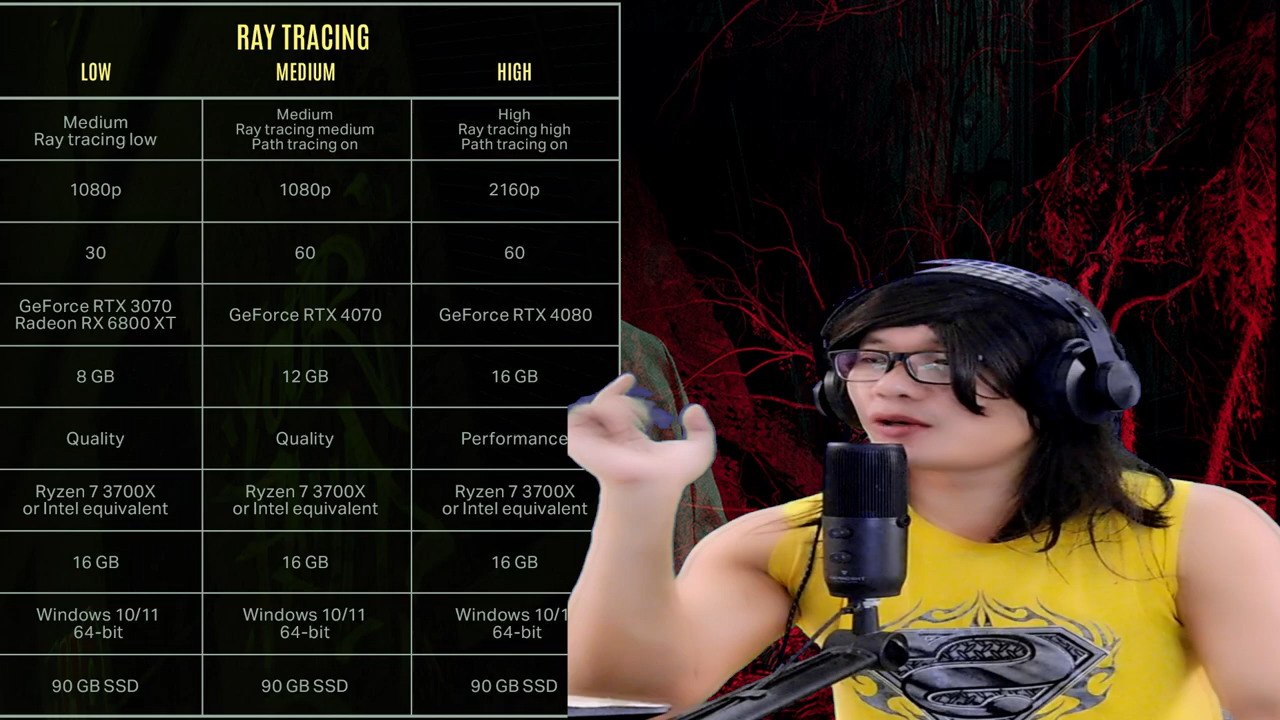 RAY TRACING
LOW MEDIUM HIGH
Medium
Ray tracing low
Medium
Ray tracing medium
Path tracing on
High
Ray tracing high
Path tracing on
1080p 1080p 2160p
30 60 60
GeForce RTX 3070
Radeon RX 6800 XT
GeForce RTX 4070
GeForce RTX 4080
8 GB 12 GB 16 GB
Quality Quality Performance
Ryzen 7 3700X
or Intel equivalent
Ryzen 7 3700X
or Intel equivalent
Ryzen 7 3700X
or Intel equivalent
16 GB 16 GB 16 GB
Windows 10/11
64-bit
Windows 10/11
64-bit
Windows 10/1
64-bit
90 GB SSD 90 GB SSD 90 GB SSD